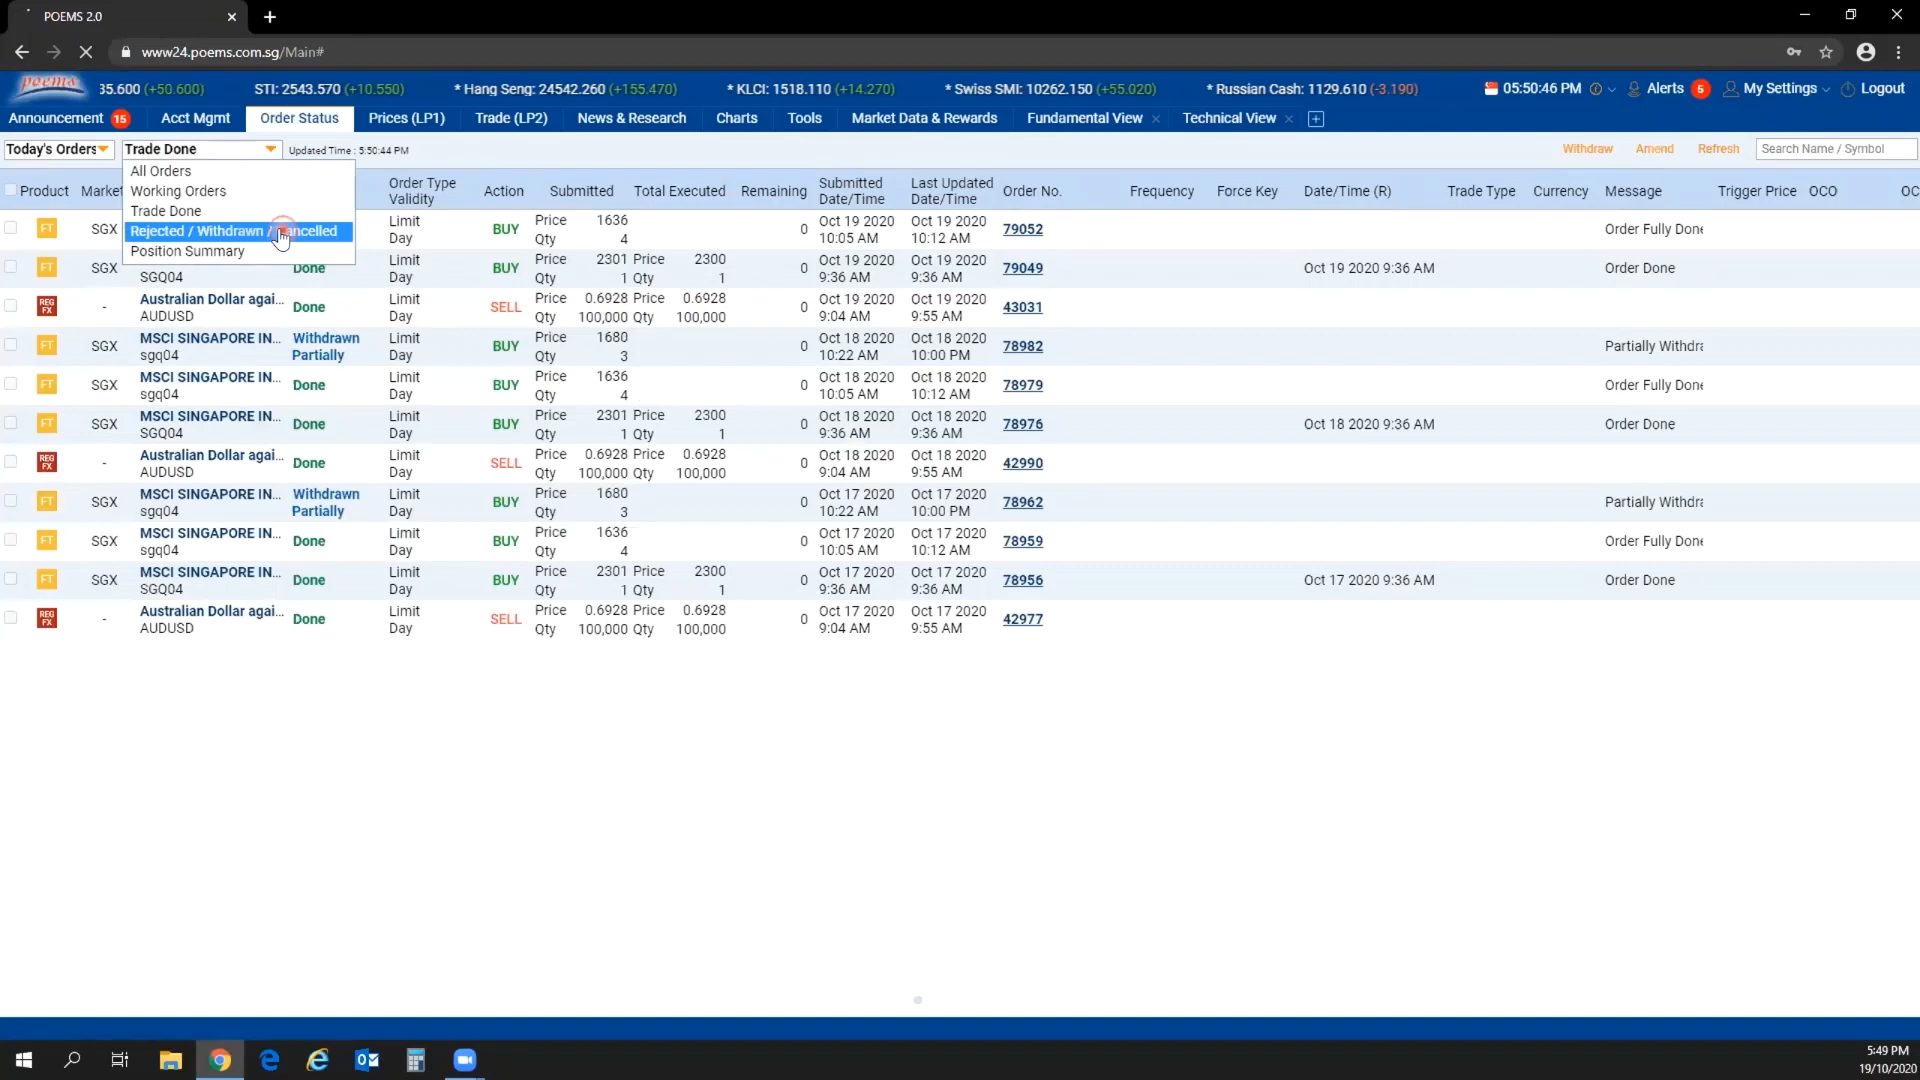 POEMS 2.0
www24.poems.com.sg/Main#
poems
35.600 (+50.600) STI: 2543.570 (+10.550) * Hang Seng: 24542.260 (+155.470) * KLCI: 1518.110 (+14.270) * Swiss SMI: 10262.150 (+55.020) * Russian Cash: 1129.610 (-3.190) 05:50:46 PM Alerts 5 My Settings Logout
Announcement 15 Acct Mgmt Order Status Prices (LP1) Trade (LP2) News & Research Charts Tools Market Data & Rewards Fundamental View Technical View
Today's Orders Trade Done Updated Time : 5:50:44 PM Withdraw Amend Refresh Search Name / Symbol
All Orders
Working Orders
Trade Done
Rejected / Withdrawn / Cancelled
Position Summary
Product Market Order Type Validity Action Submitted Total Executed Remaining Submitted Date/Time Last Updated Date/Time Order No. Frequency Force Key Date/Time (R) Trade Type Currency Message Trigger Price OCO OC
FT SGX Limit BUY Price 1636 0 Oct 19 2020 Oct 19 2020 79052 Order Fully Done
Day Qty 4 10:05 AM 10:12 AM
FT SGX Done Limit BUY Price 2301 Price 2300 0 Oct 19 2020 Oct 19 2020 79049 Oct 19 2020 9:36 AM Order Done
SGQ04 Day Qty 1 Qty 1 9:36 AM 9:36 AM
REG FX - Australian Dollar agai... Done Limit SELL Price 0.6928 Price 0.6928 0 Oct 19 2020 Oct 19 2020 43031
AUDUSD Day Qty 100,000 Qty 100,000 9:04 AM 9:55 AM
FT SGX MSCI SINGAPORE IN... Withdrawn Limit BUY Price 1680 0 Oct 18 2020 Oct 18 2020 78982 Partially Withdra
sgq04 Partially Day Qty 3 10:22 AM 10:00 PM
FT SGX MSCI SINGAPORE IN... Done Limit BUY Price 1636 0 Oct 18 2020 Oct 18 2020 78979 Order Fully Done
sgq04 Day Qty 4 10:05 AM 10:12 AM
FT SGX MSCI SINGAPORE IN... Done Limit BUY Price 2301 Price 2300 0 Oct 18 2020 Oct 18 2020 78976 Oct 18 2020 9:36 AM Order Done
SGQ04 Day Qty 1 Qty 1 9:36 AM 9:36 AM
REG FX - Australian Dollar agai... Done Limit SELL Price 0.6928 Price 0.6928 0 Oct 18 2020 Oct 18 2020 42990
AUDUSD Day Qty 100,000 Qty 100,000 9:04 AM 9:55 AM
FT SGX MSCI SINGAPORE IN... Withdrawn Limit BUY Price 1680 0 Oct 17 2020 Oct 17 2020 78962 Partially Withdra
sgq04 Partially Day Qty 3 10:22 AM 10:00 PM
FT SGX MSCI SINGAPORE IN... Done Limit BUY Price 1636 0 Oct 17 2020 Oct 17 2020 78959 Order Fully Done
sgq04 Day Qty 4 10:05 AM 10:12 AM
FT SGX MSCI SINGAPORE IN... Done Limit BUY Price 2301 Price 2300 0 Oct 17 2020 Oct 17 2020 78956 Oct 17 2020 9:36 AM Order Done
SGQ04 Day Qty 1 Qty 1 9:36 AM 9:36 AM
REG FX - Australian Dollar agai... Done Limit SELL Price 0.6928 Price 0.6928 0 Oct 17 2020 Oct 17 2020 42977
AUDUSD Day Qty 100,000 Qty 100,000 9:04 AM 9:55 AM
5:49 PM
19/10/2020